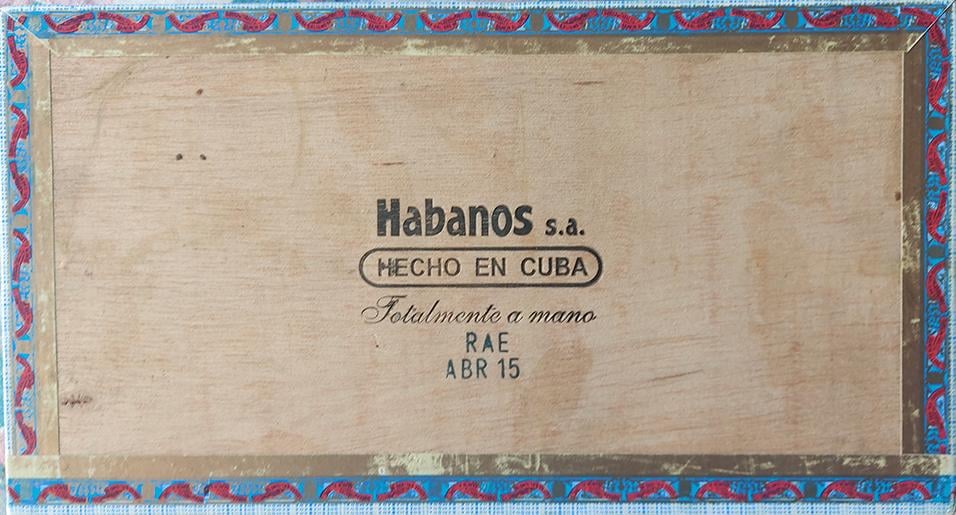 Habanos s.a.
HECHO EN CUBA
Totalmente a mano
RAE
ABR 15